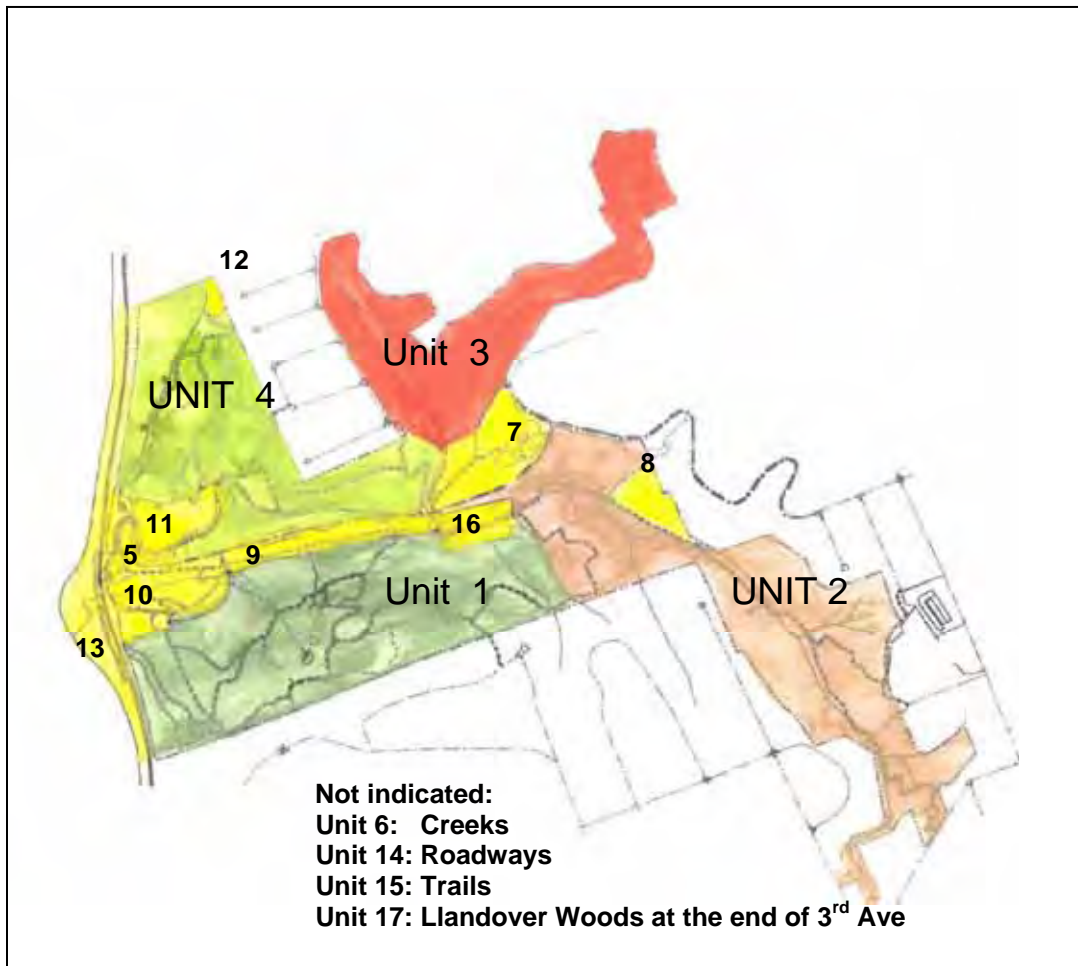 12
Unit 3
UNIT 4
7
8
11
16
5
9
10
Unit 1
UNIT 2
13
Not indicated:
Unit 6: Creeks
Unit 14: Roadways
Unit 15: Trails
Unit 17: Llandover Woods at the end of 3rd Ave